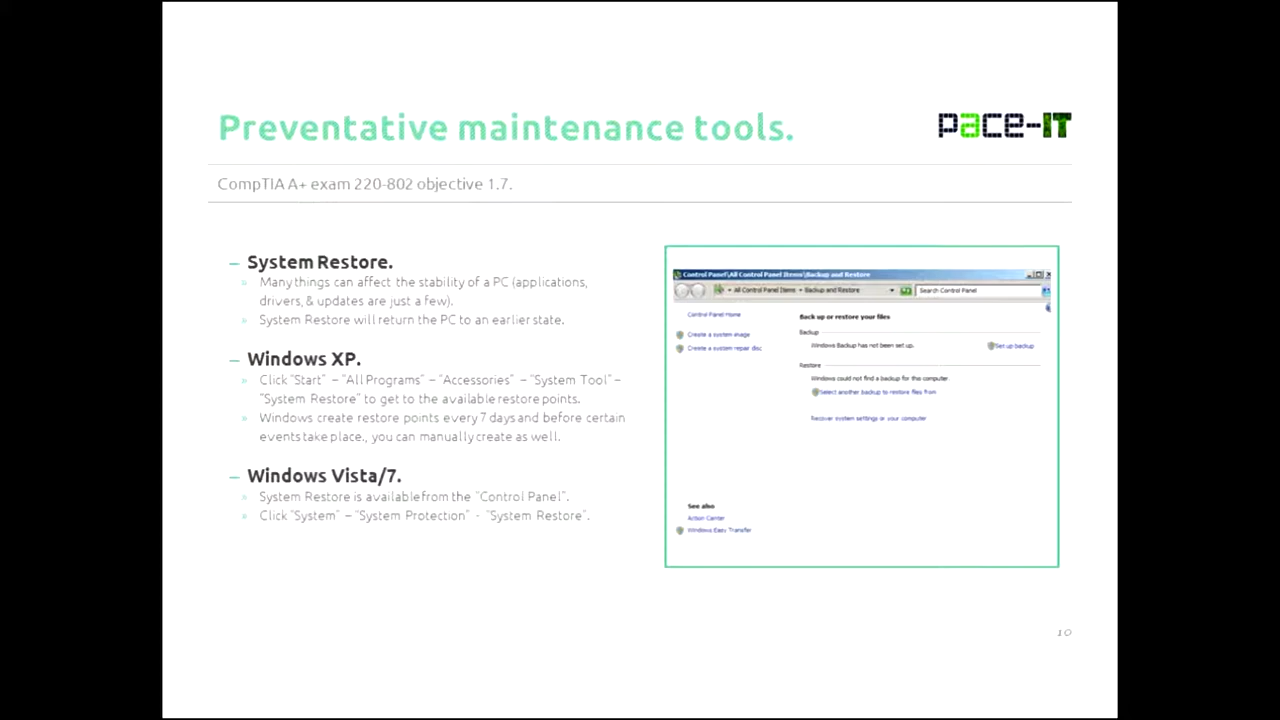 Preventative maintenance tools.
pace-IT
CompTIA A+ exam 220-802 objective 1.7.
– System Restore.
» Many things can affect the stability of a PC (applications,
drivers, & updates are just a few).
» System Restore will return the PC to an earlier state.
– Windows XP.
» Click "Start" – "All Programs" – "Accessories" – "System Tool" –
"System Restore" to get to the available restore points.
» Windows create restore points every 7 days and before certain
events take place., you can manually create as well.
– Windows Vista/7.
» System Restore is available from the "Control Panel".
» Click "System" – "System Protection" - "System Restore".
Control Panel\All Control Panel Items\Backup and Restore
All Control Panel Items Backup and Restore
Search Control Panel
Control Panel Home
Create a system image
Create a system repair disc
Back up or restore your files
Backup
Windows Backup has not been set up.
Set up backup
Restore
Windows could not find a backup for this computer.
Select another backup to restore files from
Recover system settings or your computer
See also
Action Center
Windows Easy Transfer
10